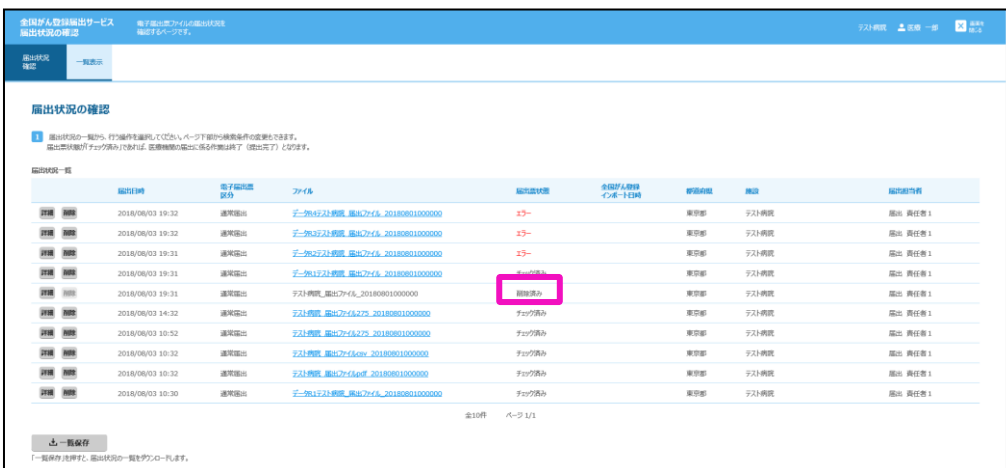 全国がん登録届出サービス
届出状況の確認
電子届出票ファイルの届出状況を
確認するページです。
テスト病院 医療 一郎 画面を
閉じる
届出状況
確認
一覧表示
届出状況の確認
1 届出状況の一覧から、行う操作を選択してください。ページ下部から検索条件の変更もできます。
届出票状態が「チェック済み」であれば、医療機関の届出に係る作業は終了（提出完了）となります。
届出状況一覧
届出日時 電子届出票
区分 ファイル 届出票状態 全国がん登録
インポート日時 都道府県 施設 届出担当者
詳細 削除 2018/08/03 19:32 通常届出 データR4テスト病院_届出ファイル_20180801000000 エラー 東京都 テスト病院 届出 責任者1
詳細 削除 2018/08/03 19:32 通常届出 データR3テスト病院_届出ファイル_20180801000000 エラー 東京都 テスト病院 届出 責任者1
詳細 削除 2018/08/03 19:31 通常届出 データR2テスト病院_届出ファイル_20180801000000 エラー 東京都 テスト病院 届出 責任者1
詳細 削除 2018/08/03 19:31 通常届出 データR1テスト病院_届出ファイル_20180801000000 チェック済み 東京都 テスト病院 届出 責任者1
詳細 削除 2018/08/03 19:31 通常届出 テスト病院_届出ファイル_20180801000000 削除済み 東京都 テスト病院 届出 責任者1
詳細 削除 2018/08/03 14:32 通常届出 テスト病院_届出ファイル275_20180801000000 チェック済み 東京都 テスト病院 届出 責任者1
詳細 削除 2018/08/03 10:52 通常届出 テスト病院_届出ファイル275_20180801000000 チェック済み 東京都 テスト病院 届出 責任者1
詳細 削除 2018/08/03 10:32 通常届出 テスト病院_届出ファイルcsv_20180801000000 チェック済み 東京都 テスト病院 届出 責任者1
詳細 削除 2018/08/03 10:32 通常届出 テスト病院_届出ファイルpdf_20180801000000 チェック済み 東京都 テスト病院 届出 責任者1
詳細 削除 2018/08/03 10:30 通常届出 データR1テスト病院_届出ファイル_20180801000000 チェック済み 東京都 テスト病院 届出 責任者1
全10件 ページ 1/1
一覧保存
「一覧保存」を押すと、届出状況の一覧をダウンロードします。